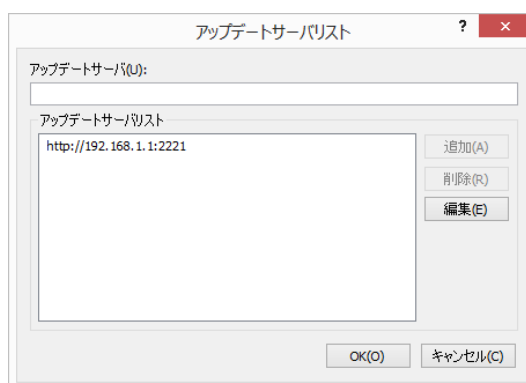 アップデートサーバリスト
?
×
アップデートサーバ(U):
アップデートサーバリスト
http://192.168.1.1:2221
追加(A)
削除(R)
編集(E)
OK(O)
キャンセル(C)